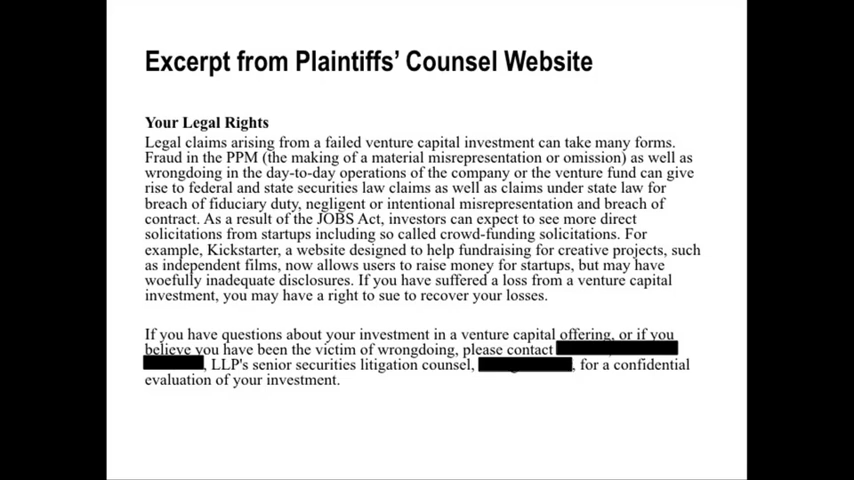 Excerpt from Plaintiffs’ Counsel Website
Your Legal Rights
Legal claims arising from a failed venture capital investment can take many forms.
Fraud in the PPM (the making of a material misrepresentation or omission) as well as
wrongdoing in the day-to-day operations of the company or the venture fund can give
rise to federal and state securities law claims as well as claims under state law for
breach of fiduciary duty, negligent or intentional misrepresentation and breach of
contract. As a result of the JOBS Act, investors can expect to see more direct
solicitations from startups including so called crowd-funding solicitations. For
example, Kickstarter, a website designed to help fundraising for creative projects, such
as independent films, now allows users to raise money for startups, but may have
woefully inadequate disclosures. If you have suffered a loss from a venture capital
investment, you may have a right to sue to recover your losses.
If you have questions about your investment in a venture capital offering, or if you
believe you have been the victim of wrongdoing, please contact
, LLP's senior securities litigation counsel, , for a confidential
evaluation of your investment.